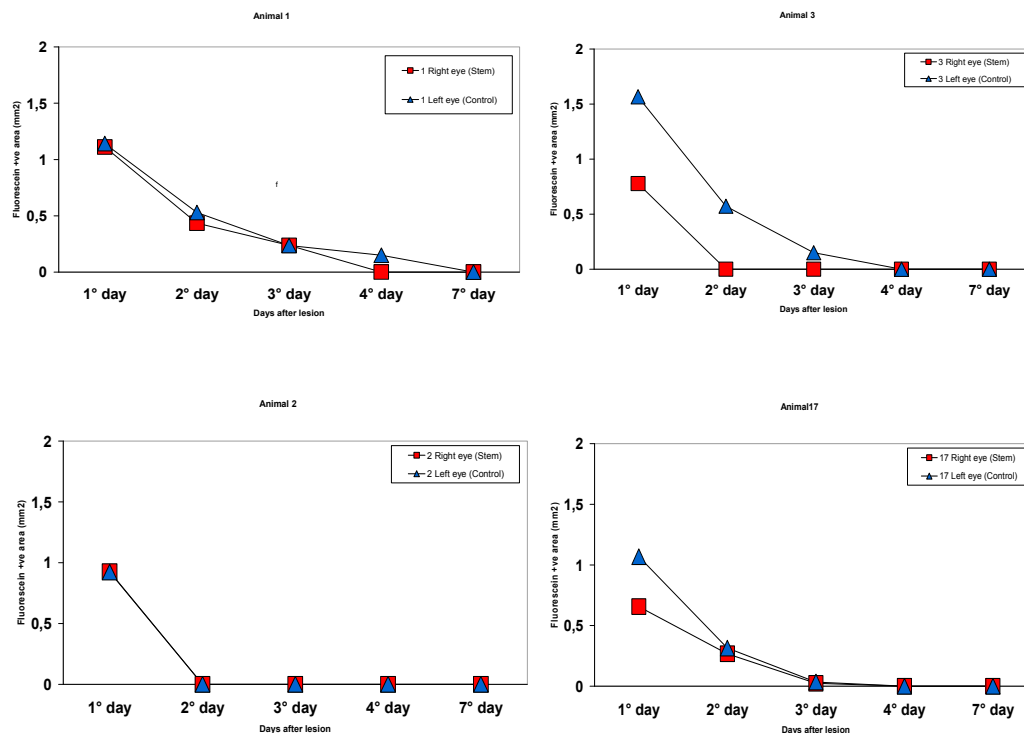 Animal 1
2
1,5
1
0,5
0
Fluorescein +ve area (mm2)
1 Right eye (Stem)
1 Left eye (Control)
f
1° day 2° day 3° day 4° day 7° day
Days after lesion
Animal 3
2
1,5
1
0,5
0
Fluorescein +ve area (mm2)
3 Right eye (Stem)
3 Left eye (Control)
1° day 2° day 3° day 4° day 7° day
Days after lesion
Animal 2
2
1,5
1
0,5
0
Fluorescein +ve area (mm2)
2 Right eye (Stem)
2 Left eye (Control)
1° day 2° day 3° day 4° day 7° day
Days after lesion
Animal17
2
1,5
1
0,5
0
Fluorescein +ve area (mm2)
17 Right eye (Stem)
17 Left eye (Control)
1° day 2° day 3° day 4° day 7° day
Days after lesion